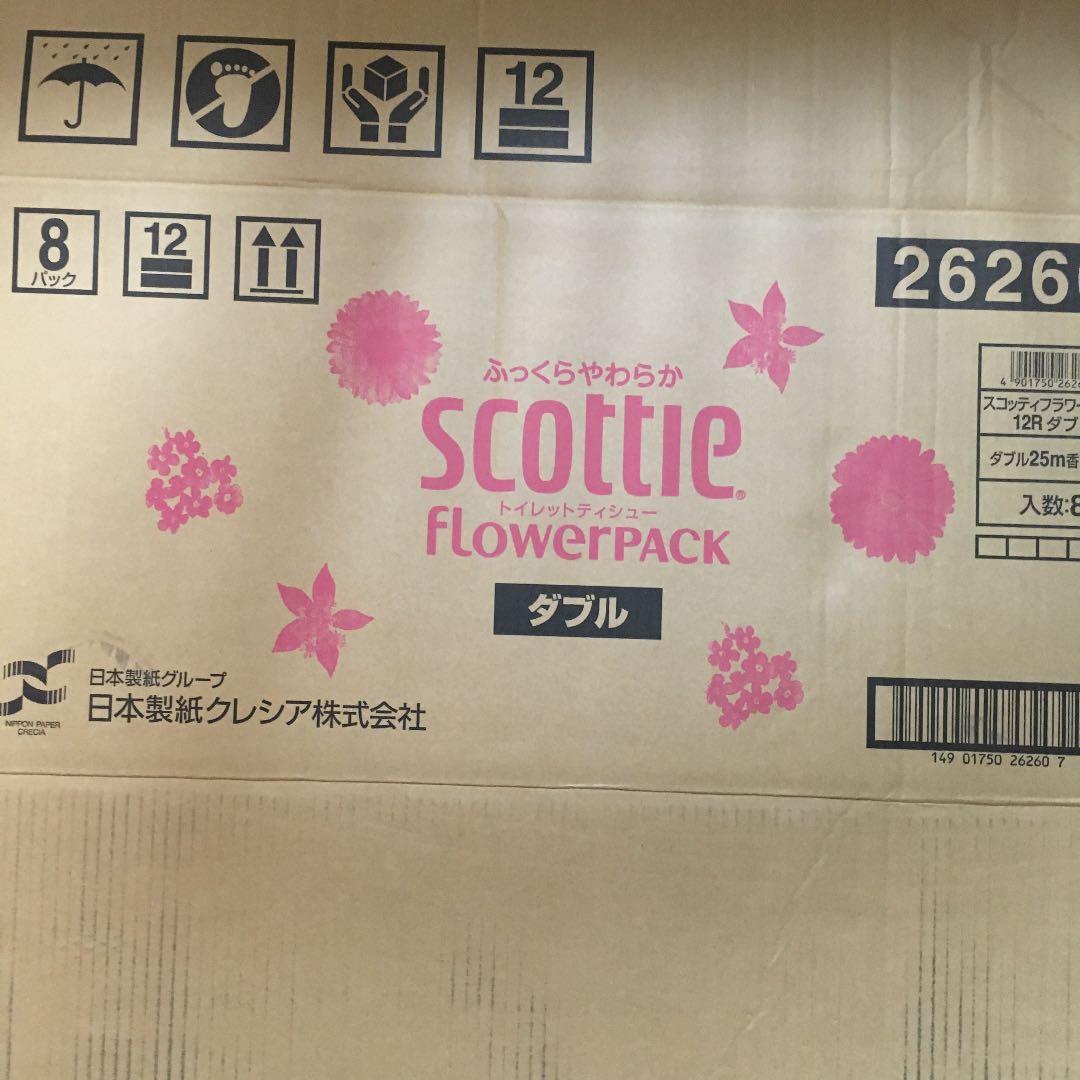 12
8
パック
12
26260
ふっくらやわらか
scottie®
トイレットティシュー
flowerPACK
ダブル
4 901750 262
スコッティフラワー
12R ダブ
ダブル25m香
入数:8
日本製紙グループ
日本製紙クレシア株式会社
NIPPON PAPER
CRECIA
149 01750 26260 7